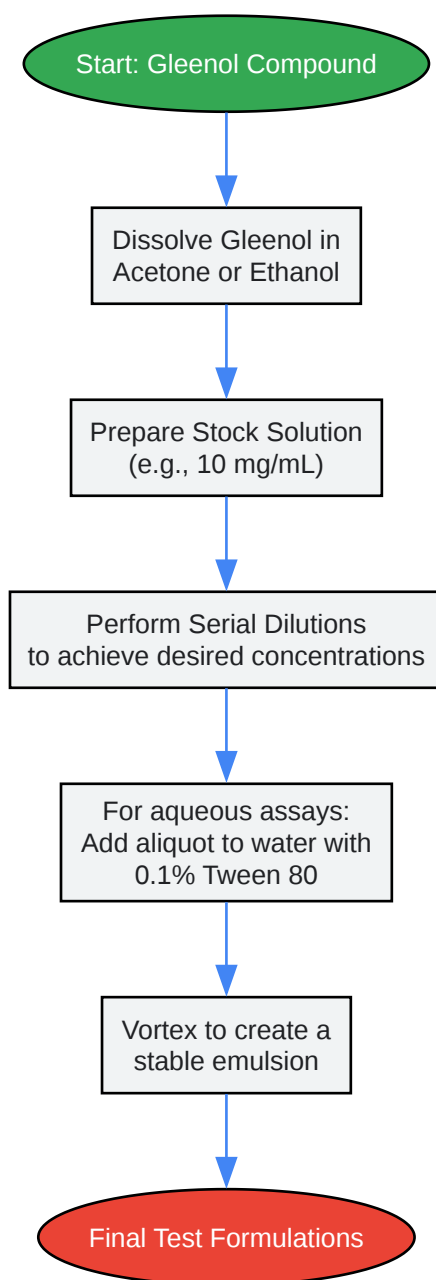 Start: Gleenol Compound
Dissolve Gleenol in
Acetone or Ethanol
Prepare Stock Solution
(e.g., 10 mg/mL)
Perform Serial Dilutions
to achieve desired concentrations
For aqueous assays:
Add aliquot to water with
0.1% Tween 80
Vortex to create a
stable emulsion
Final Test Formulations